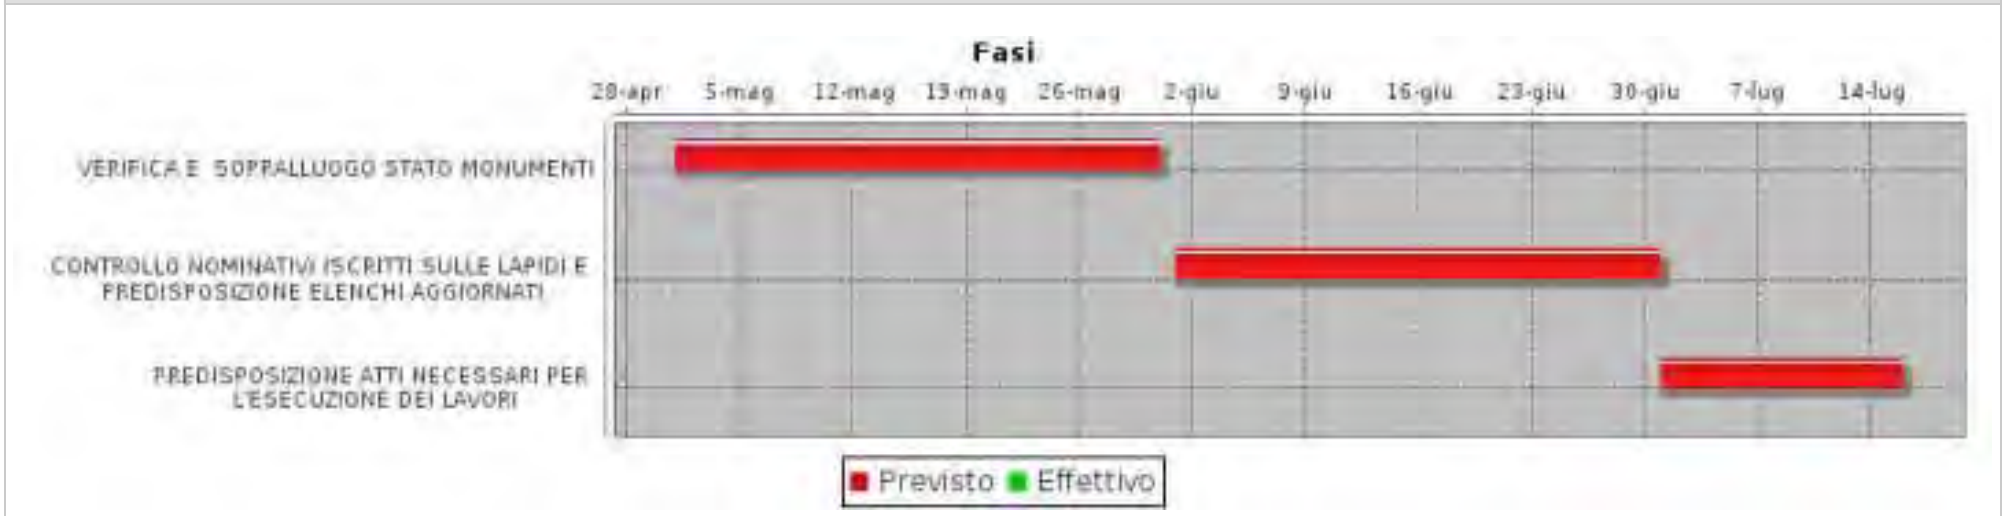 Fasi
28-apr 5-mag 12-mag 19-mag 26-mag 2-giu 9-giu 16-giu 23-giu 30-giu 7-lug 14-lug
VERIFICA E SOPRALLUOGO STATO MONUMENTI
CONTROLLO NOMINATIVI ISCRITTI SULLE LAPIDI E
PREDISPOSIZIONE ELENCHI AGGIORNATI
PREDISPOSIZIONE ATTI NECESSARI PER
L'ESECUZIONE DEI LAVORI
Previsto Effettivo